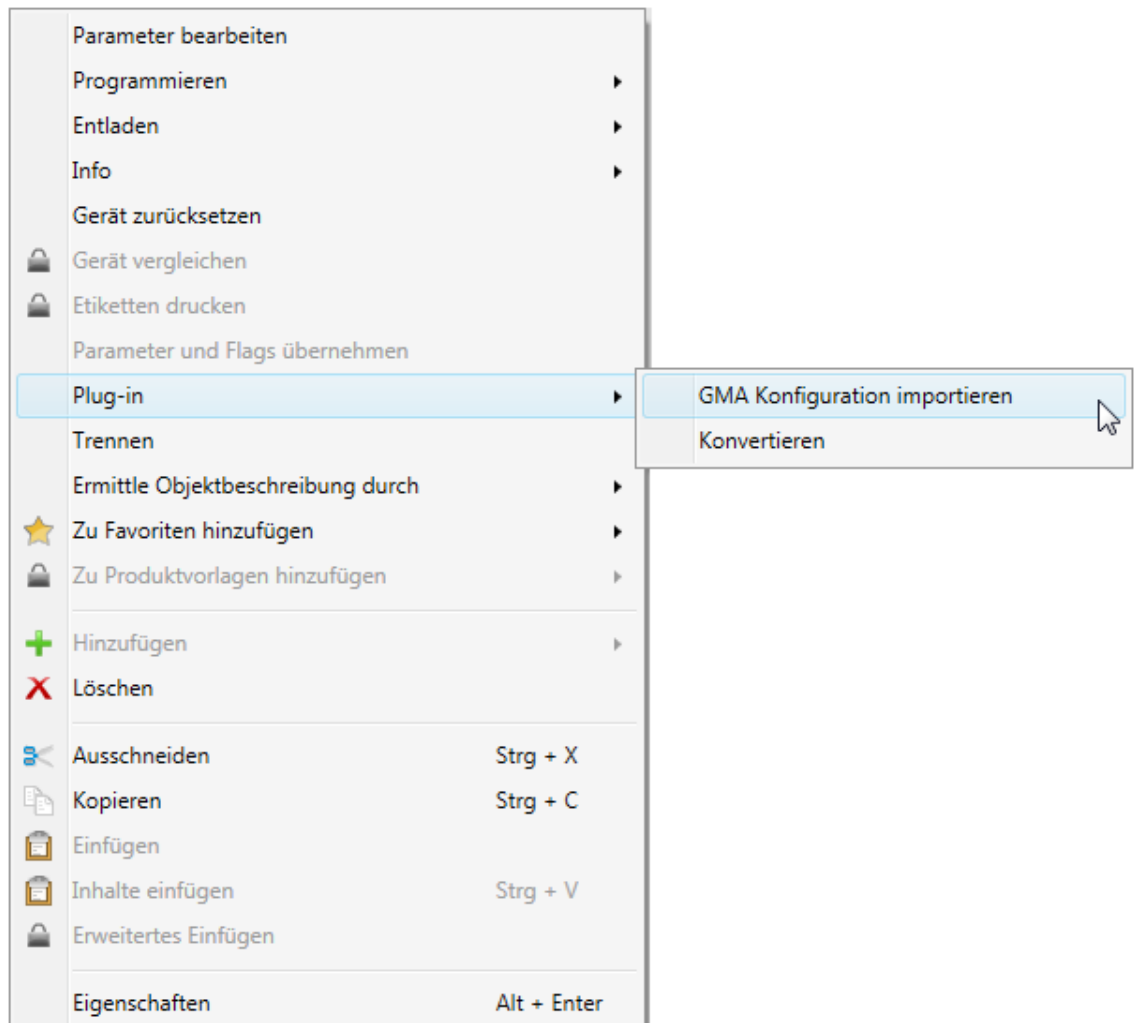 Parameter bearbeiten
Programmieren
Entladen
Info
Gerät zurücksetzen
Gerät vergleichen
Etiketten drucken
Parameter und Flags übernehmen
Plug-in
GMA Konfiguration importieren
Trennen
Konvertieren
Ermittle Objektbeschreibung durch
Zu Favoriten hinzufügen
Zu Produktvorlagen hinzufügen
Hinzufügen
Löschen
Ausschneiden Strg + X
Kopieren Strg + C
Einfügen
Inhalte einfügen Strg + V
Erweitertes Einfügen
Eigenschaften Alt + Enter